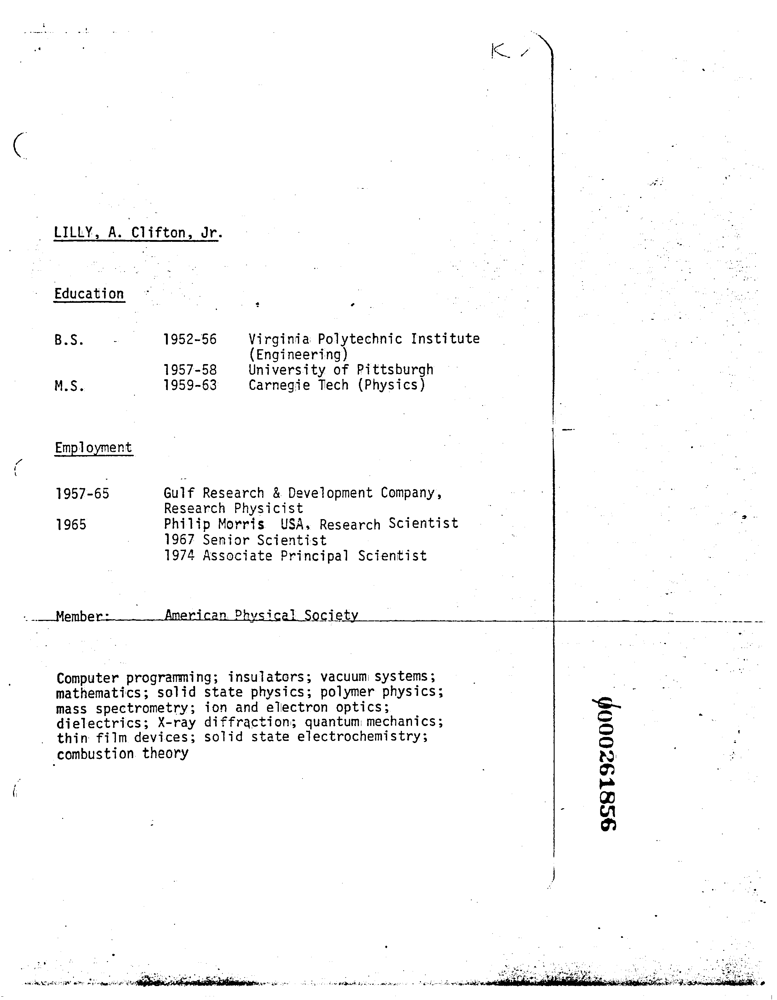 K
LILLY, A. Clifton, Jr.
Education
B.S. 1952-56 Virginia Polytechnic Institute
(Engineering)
1957-58 University of Pittsburgh
M.S. 1959-63 Carnegie Tech (Physics)
Employment
1957-65 Gulf Research & Development Company,
Research Physicist
1965 Philip Morris USA, Research Scientist
1967 Senior Scientist
1974 Associate Principal Scientist
Member: American Physical Society
Computer programming; insulators; vacuum systems;
mathematics; solid state physics; polymer physics;
mass spectrometry; ion and electron optics;
dielectrics; X-ray diffraction; quantum mechanics;
thin film devices; solid state electrochemistry;
combustion theory
0000261856